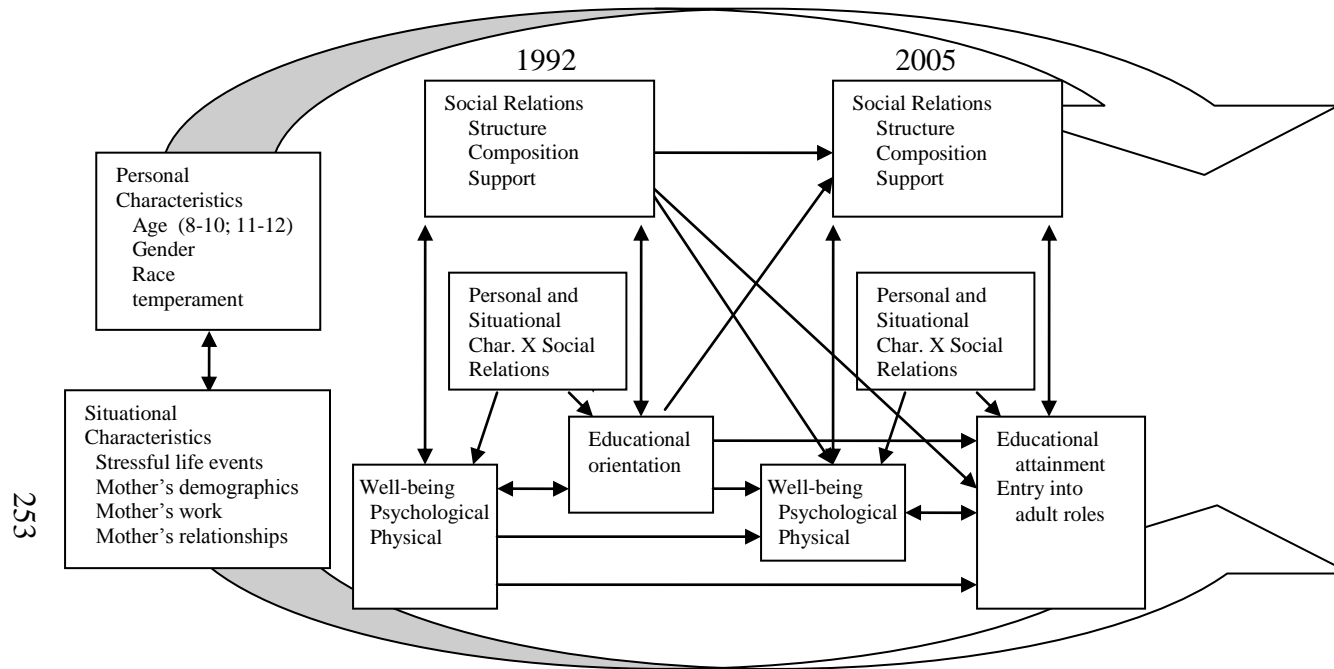 1992
2005
Social Relations
Structure
Composition
Support
Social Relations
Structure
Composition
Support
Personal
Characteristics
Age (8-10; 11-12)
Gender
Race
temperament
Personal and
Situational
Char. X Social
Relations
Personal and
Situational
Char. X Social
Relations
Situational
Characteristics
Stressful life events
Mother's demographics
Mother's work
Mother's relationships
Educational
orientation
Educational
attainment
Entry into
adult roles
Well-being
Psychological
Physical
Well-being
Psychological
Physical
253